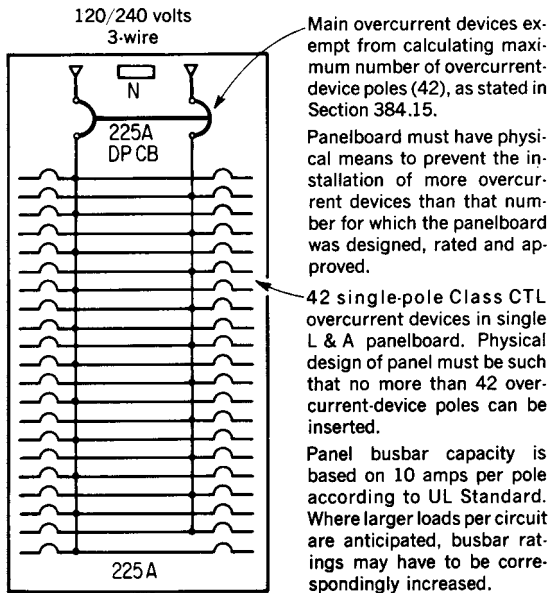 120/240 volts
3-wire
N
225A
DP CB
225A
Main overcurrent devices ex-
empt from calculating maxi-
mum number of overcurrent-
device poles (42), as stated in
Section 384.15.
Panelboard must have physi-
cal means to prevent the in-
stallation of more overcur-
rent devices than that num-
ber for which the panelboard
was designed, rated and ap-
proved.
42 single-pole Class CTL
overcurrent devices in single
L & A panelboard. Physical
design of panel must be such
that no more than 42 over-
current-device poles can be
inserted.
Panel busbar capacity is
based on 10 amps per pole
according to UL Standard.
Where larger loads per circuit
are anticipated, busbar rat-
ings may have to be corre-
spondingly increased.